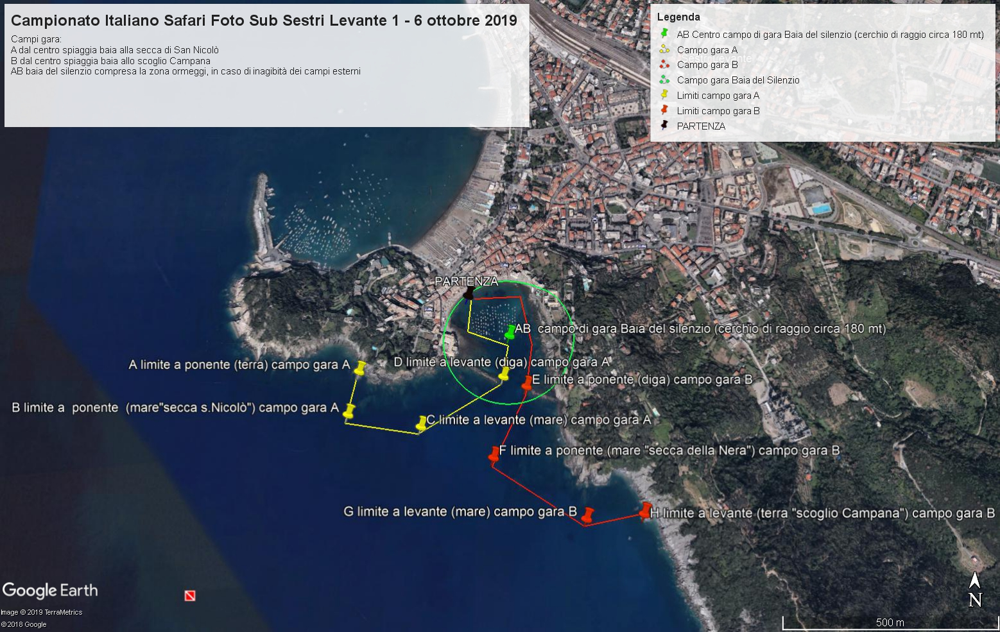 Campionato Italiano Safari Foto Sub Sestri Levante 1 - 6 ottobre 2019
Campi gara:
A dal centro spiaggia baia alla secca di San Nicolò
B dal centro spiaggia baia allo scoglio Campana
AB baia del silenzio compresa la zona ormeggi, in caso di inagibità dei campi esterni
Legenda
AB Centro campo di gara Baia del silenzio (cerchio di raggio circa 180 mt)
Campo gara A
Sestri Levante
Campo gara B
Campo gara Baia del Silenzio
Limiti campo gara A
Limiti campo gara B
PARTENZA
PARTENZA
AB campo di gara Baia del silenzio (cerchio di raggio circa 180 mt)
A limite a ponente (terra) campo gara A
D limite a levante (diga) campo gara A
E limite a ponente (diga) campo gara B
B limite a ponente (mare"secca s.Nicolò") campo gara A
C limite a levante (mare) campo gara A
F limite a ponente (mare "secca della Nera") campo gara B
G limite a levante (mare) campo gara B
H limite a levante (terra "scoglio Campana") campo gara B
Google Earth
Image © 2019 TerraMetrics
© 2018 Google
N
500 m